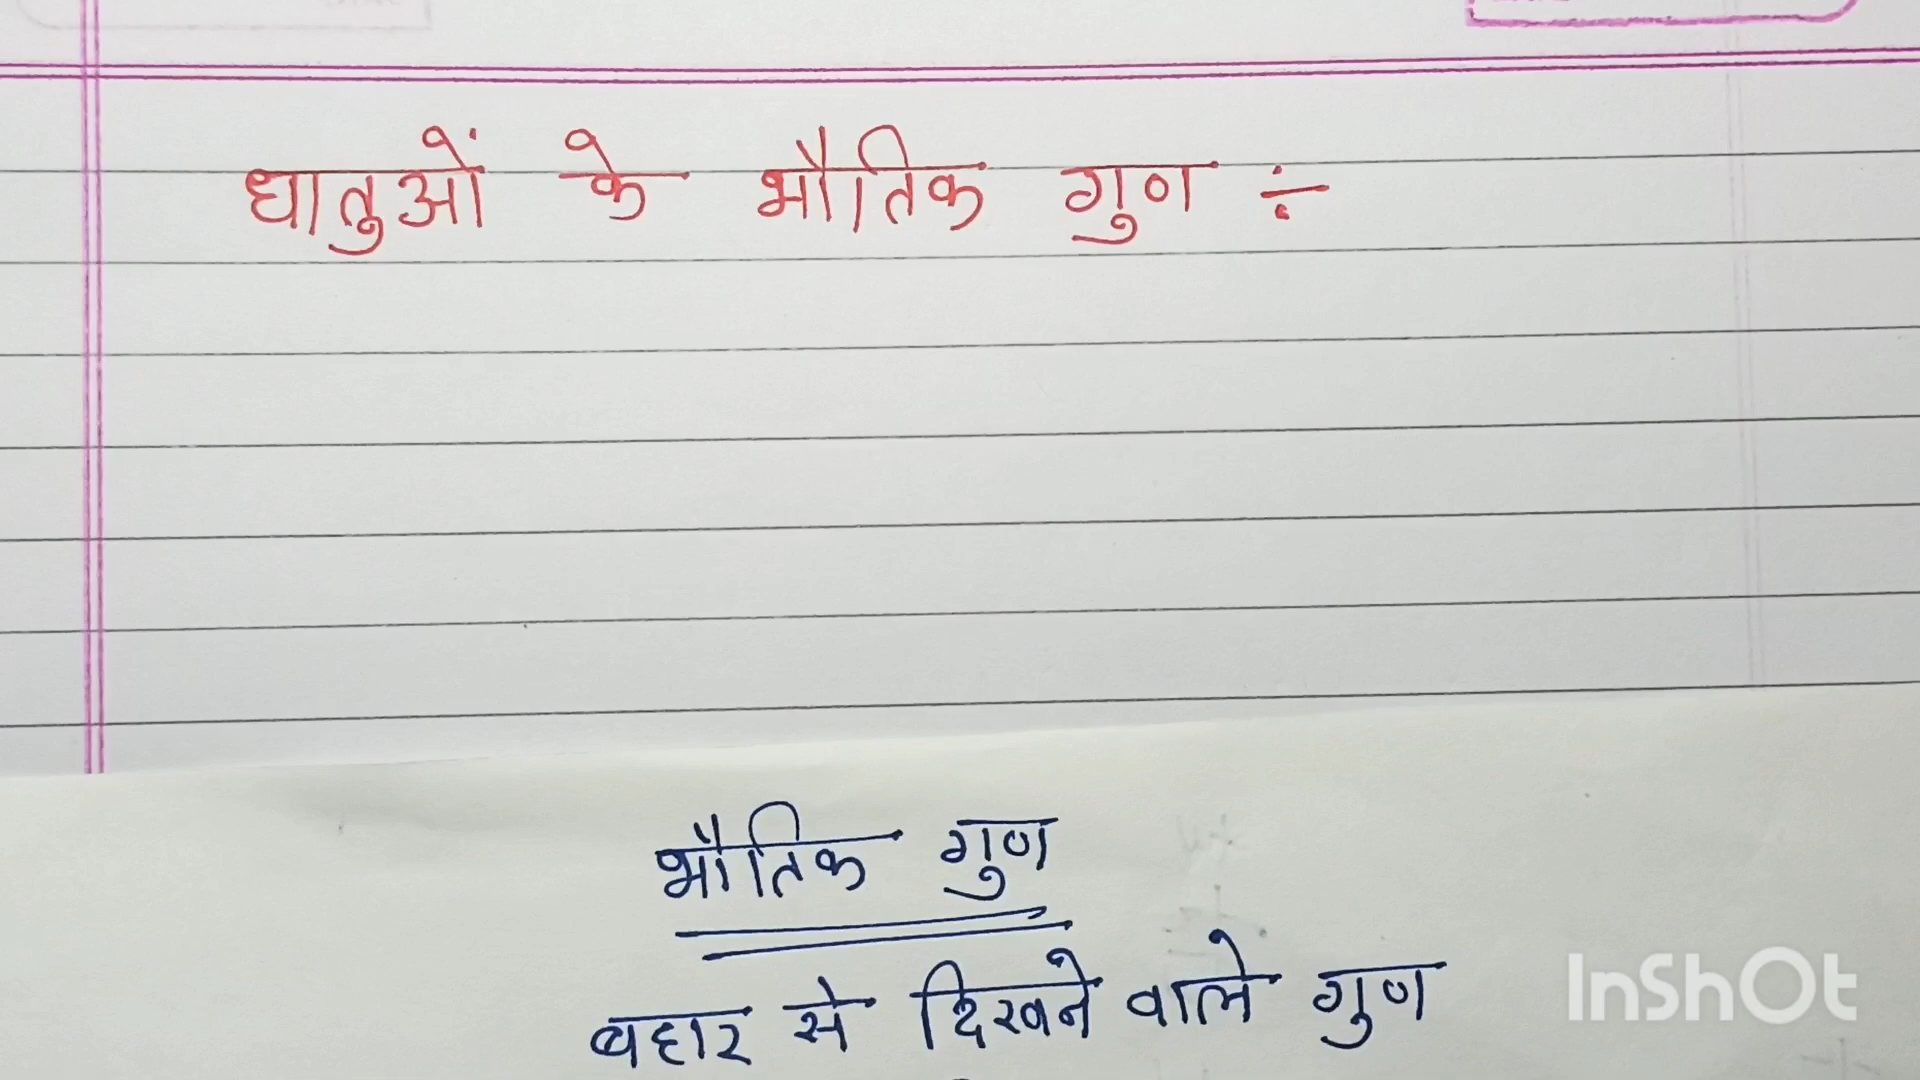 धातुओं के भौतिक गुण ÷
भौतिक गुण
बहार से दिखने वाले गुण
InShOt